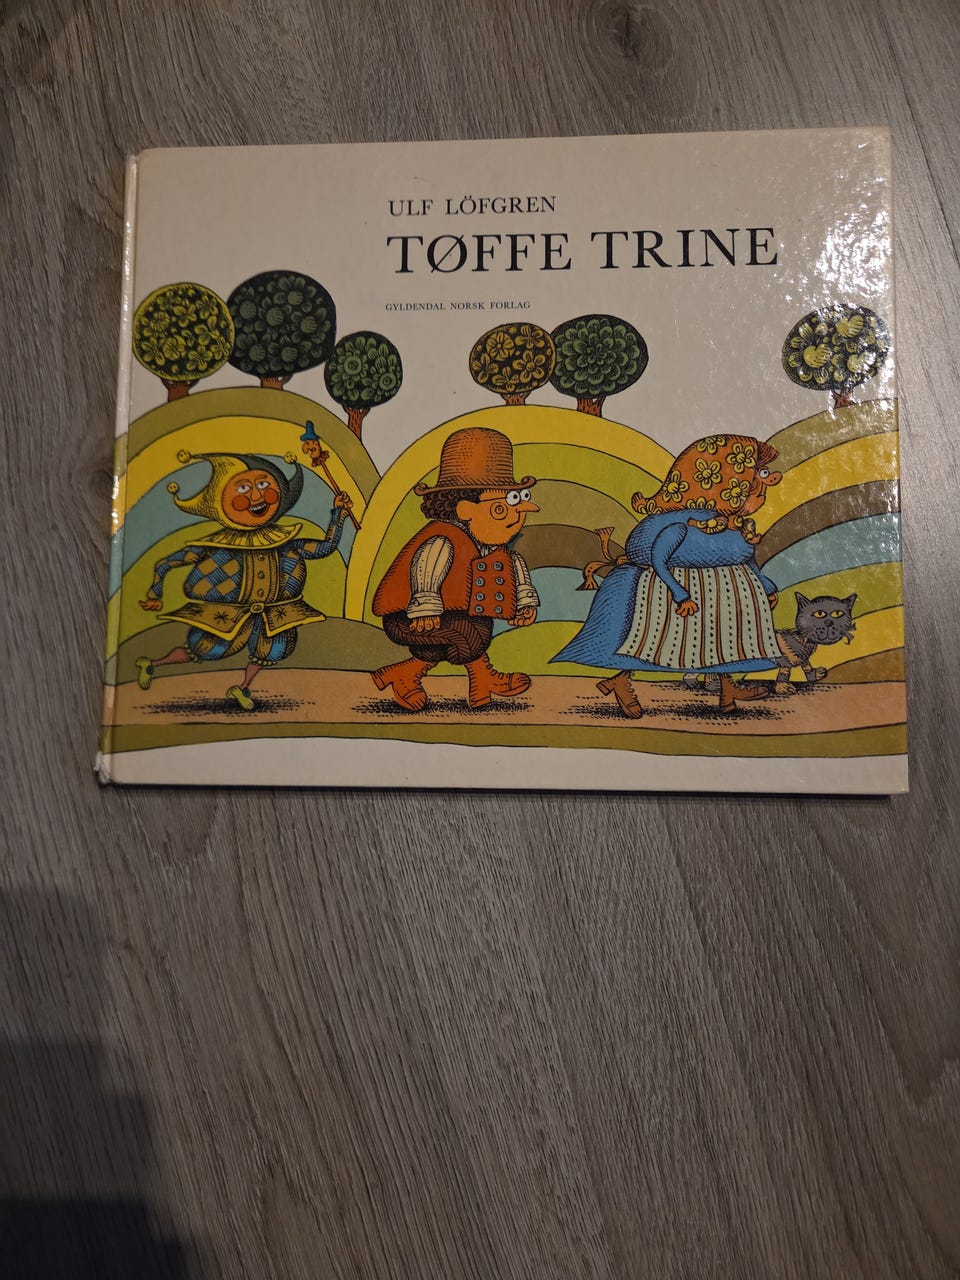 ULF LÖFGREN
TØFFE TRINE
GYLDENDAL NORSK FORLAG